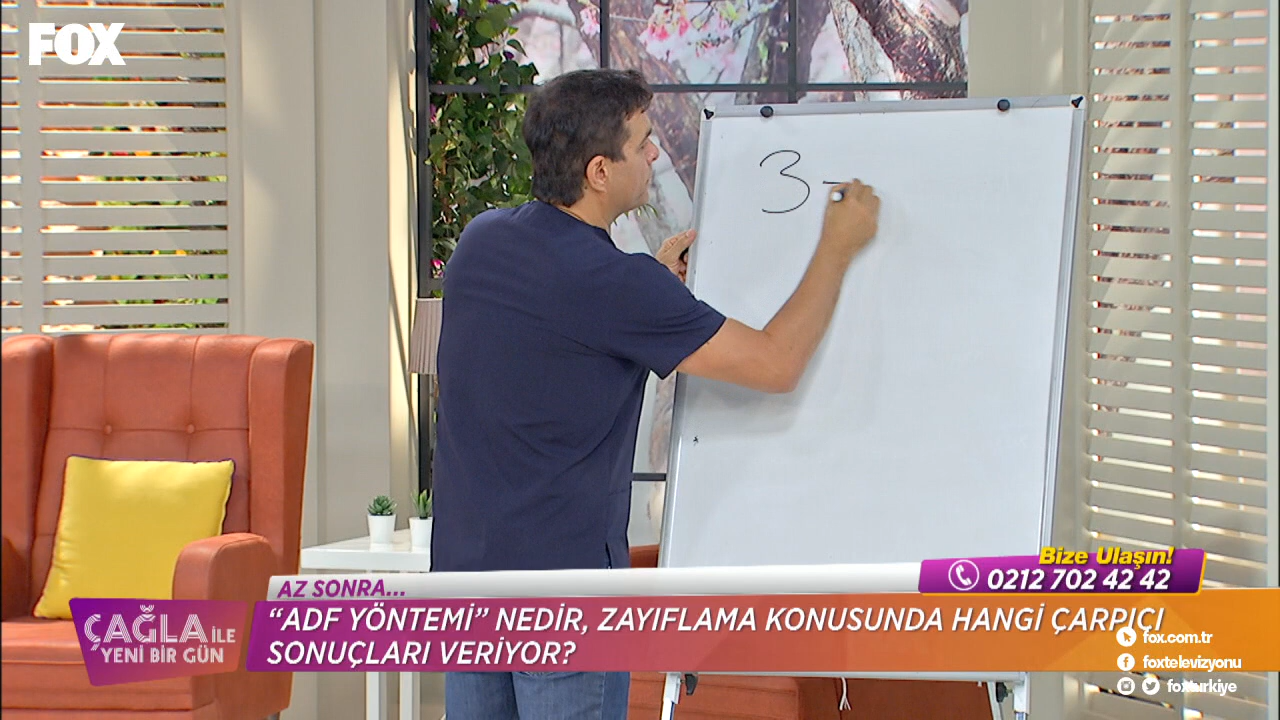 FOX
3 -
Bize Ulaşın!
0212 702 42 42
AZ SONRA...
“ADF YÖNTEMİ” NEDİR, ZAYIFLAMA KONUSUNDA HANGİ ÇARPICI
SONUÇLARI VERİYOR?
ÇAĞLA İLE
YENİ BİR GÜN
fox.com.tr
foxtelevizyonu
foxturkiye